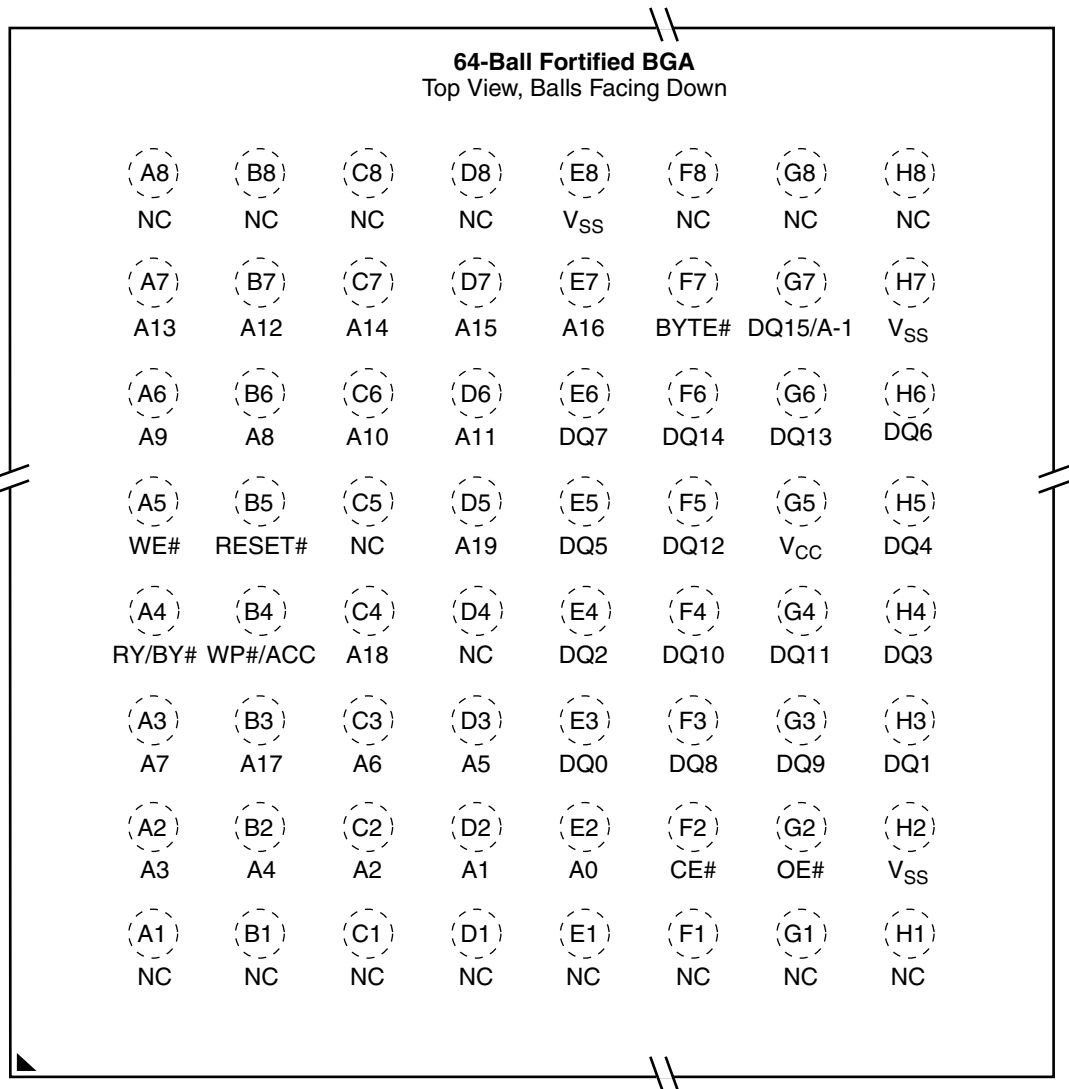 64-Ball Fortified BGA
Top View, Balls Facing Down
A8 B8 C8 D8 E8 F8 G8 H8
NC NC NC NC VSS NC NC NC
A7 B7 C7 D7 E7 F7 G7 H7
A13 A12 A14 A15 A16 BYTE# DQ15/A-1 VSS
A6 B6 C6 D6 E6 F6 G6 H6
A9 A8 A10 A11 DQ7 DQ14 DQ13 DQ6
A5 B5 C5 D5 E5 F5 G5 H5
WE# RESET# NC A19 DQ5 DQ12 VCC DQ4
A4 B4 C4 D4 E4 F4 G4 H4
RY/BY# WP#/ACC A18 NC DQ2 DQ10 DQ11 DQ3
A3 B3 C3 D3 E3 F3 G3 H3
A7 A17 A6 A5 DQ0 DQ8 DQ9 DQ1
A2 B2 C2 D2 E2 F2 G2 H2
A3 A4 A2 A1 A0 CE# OE# VSS
A1 B1 C1 D1 E1 F1 G1 H1
NC NC NC NC NC NC NC NC